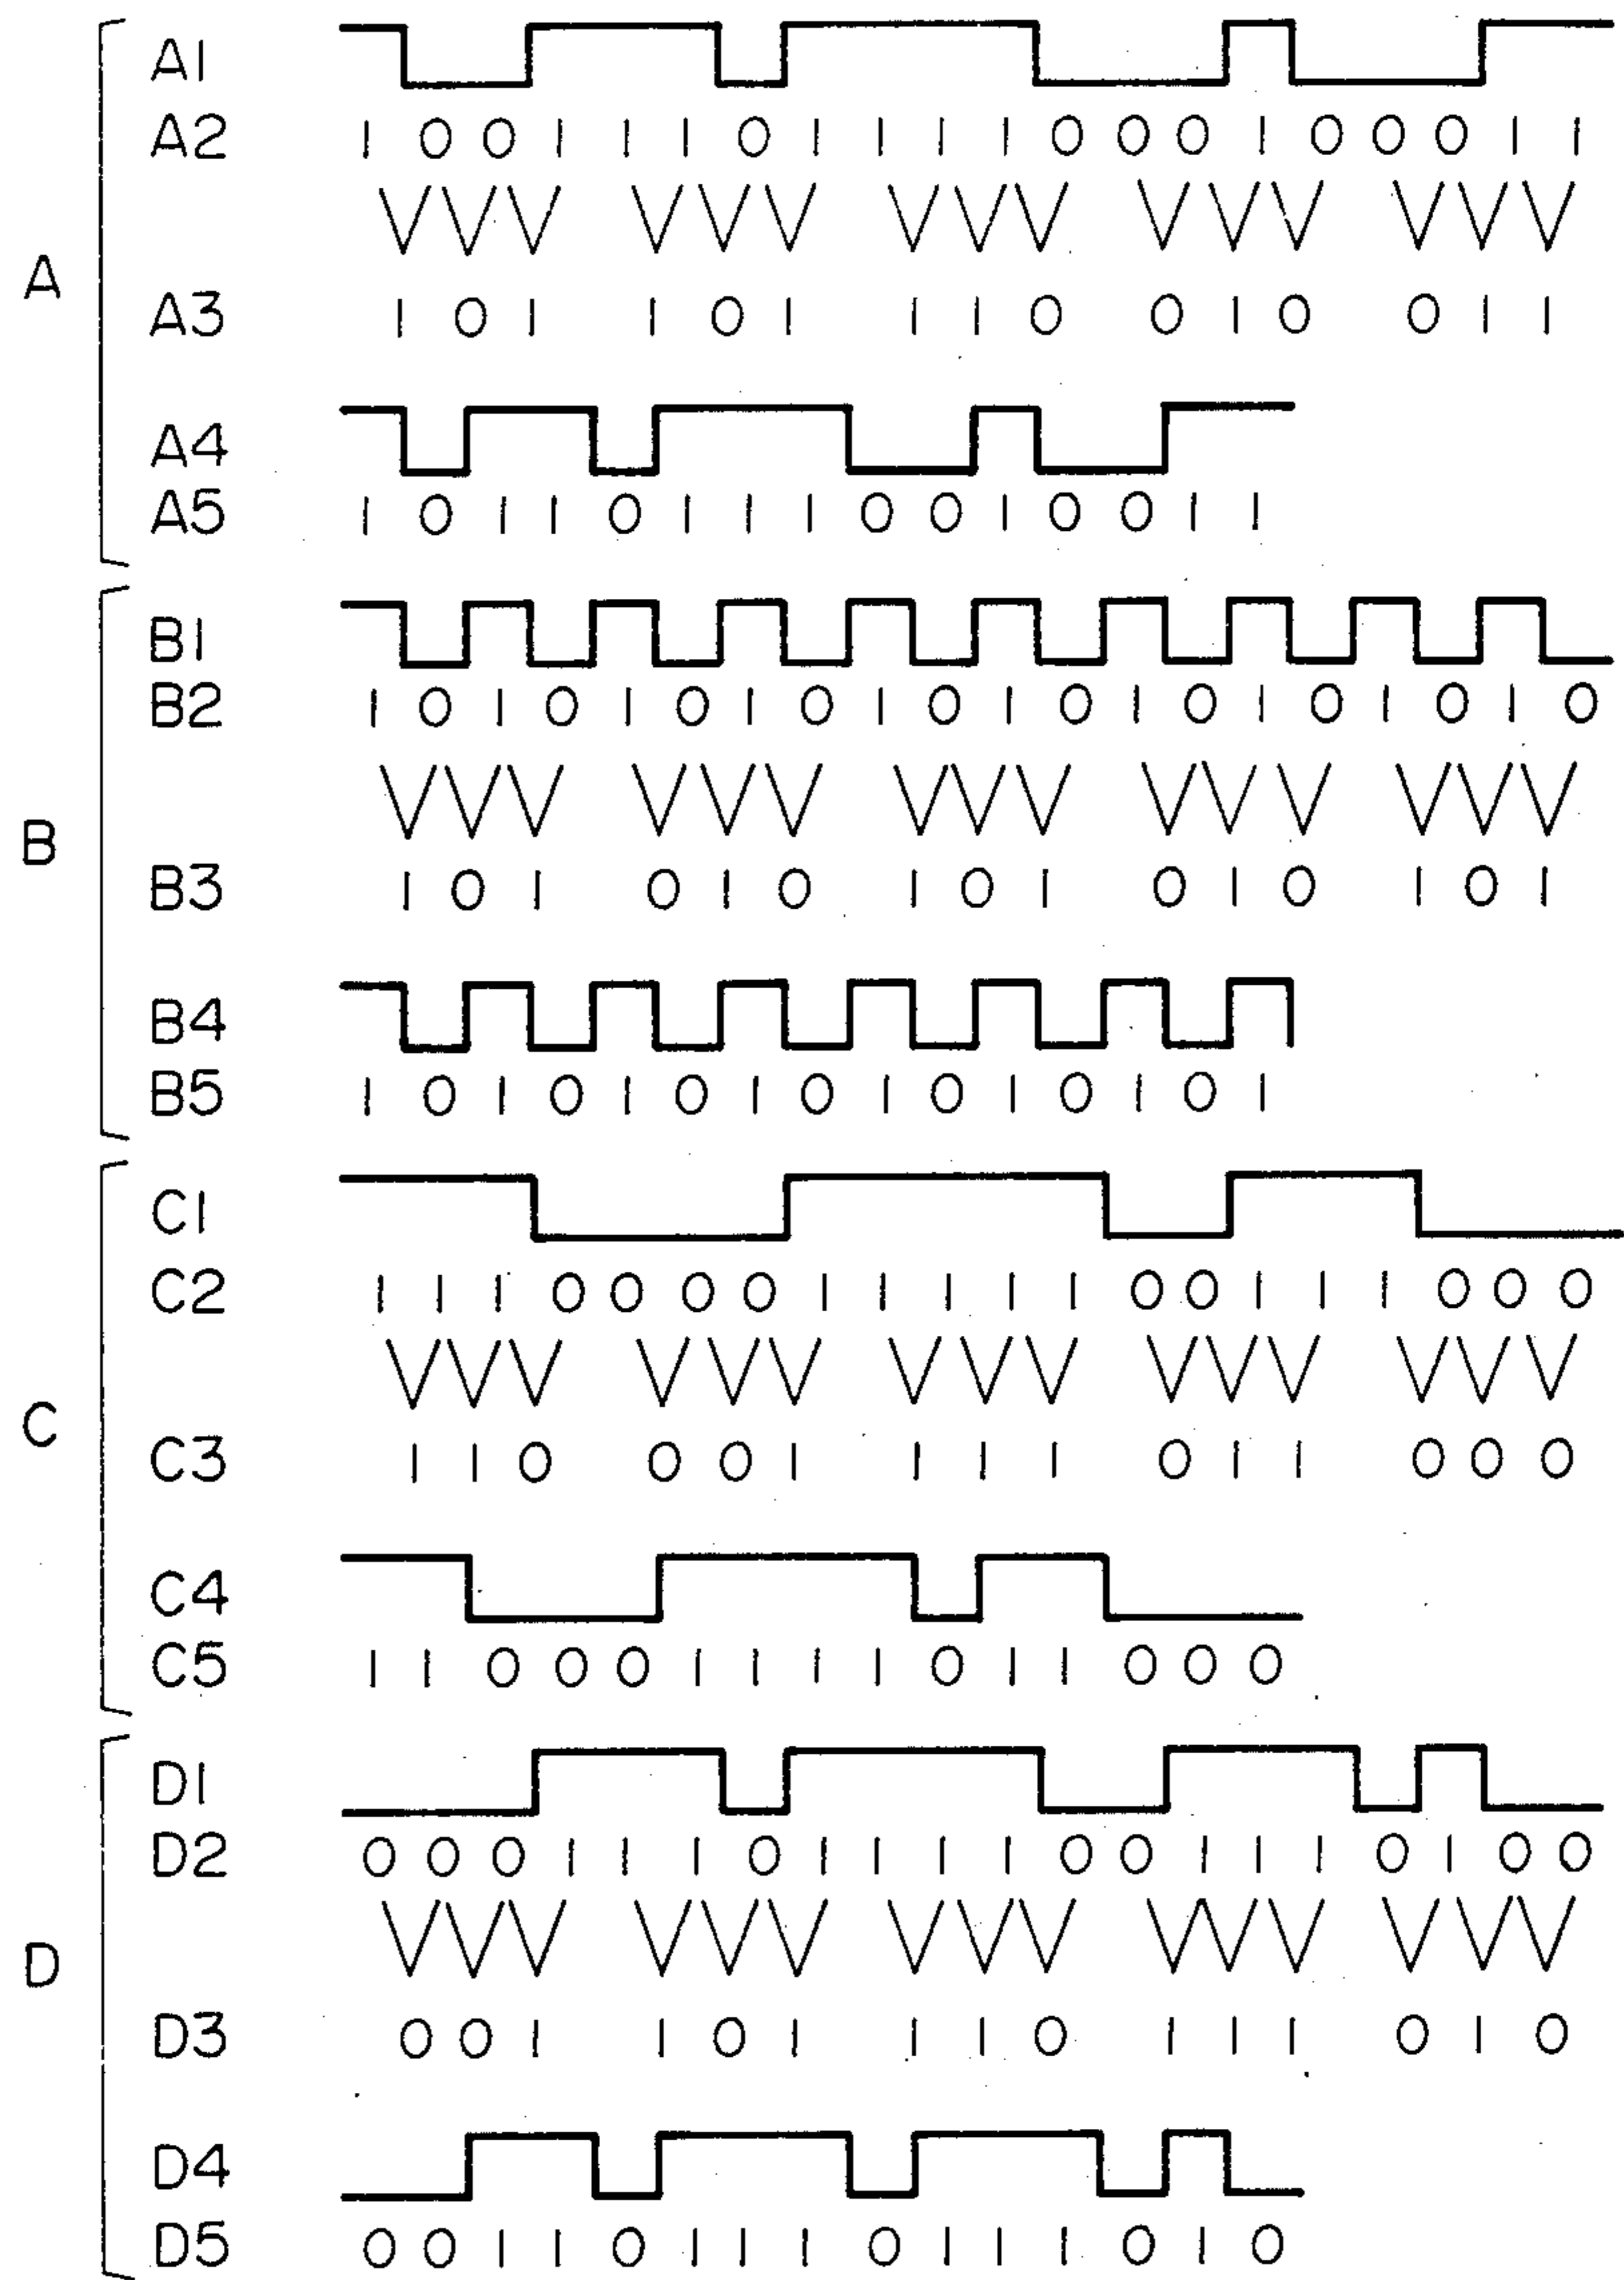 A
A1
A2 1 0 0 1 1 1 0 1 1 1 1 0 0 0 1 0 0 0 1 1
A3 1 0 1 1 0 1 1 1 0 0 1 0 0 1 1
A4
A5 1 0 1 1 0 1 1 1 0 0 1 0 0 1 1
B
B1
B2 1 0 1 0 1 0 1 0 1 0 1 0 1 0 1 0 1 0 1 0
B3 1 0 1 0 1 0 1 0 1 0 1 0 1 0 1
B4
B5 1 0 1 0 1 0 1 0 1 0 1 0 1 0 1
C
C1
C2 1 1 1 0 0 0 0 1 1 1 1 1 0 0 1 1 1 0 0 0
C3 1 1 0 0 0 1 1 1 1 0 1 1 0 0 0
C4
C5 1 1 0 0 0 1 1 1 1 0 1 1 0 0 0
D
D1
D2 0 0 0 1 1 1 0 1 1 1 1 0 0 1 1 1 0 1 0 0
D3 0 0 1 1 0 1 1 1 0 1 1 1 0 1 0
D4
D5 0 0 1 1 0 1 1 1 0 1 1 1 0 1 0